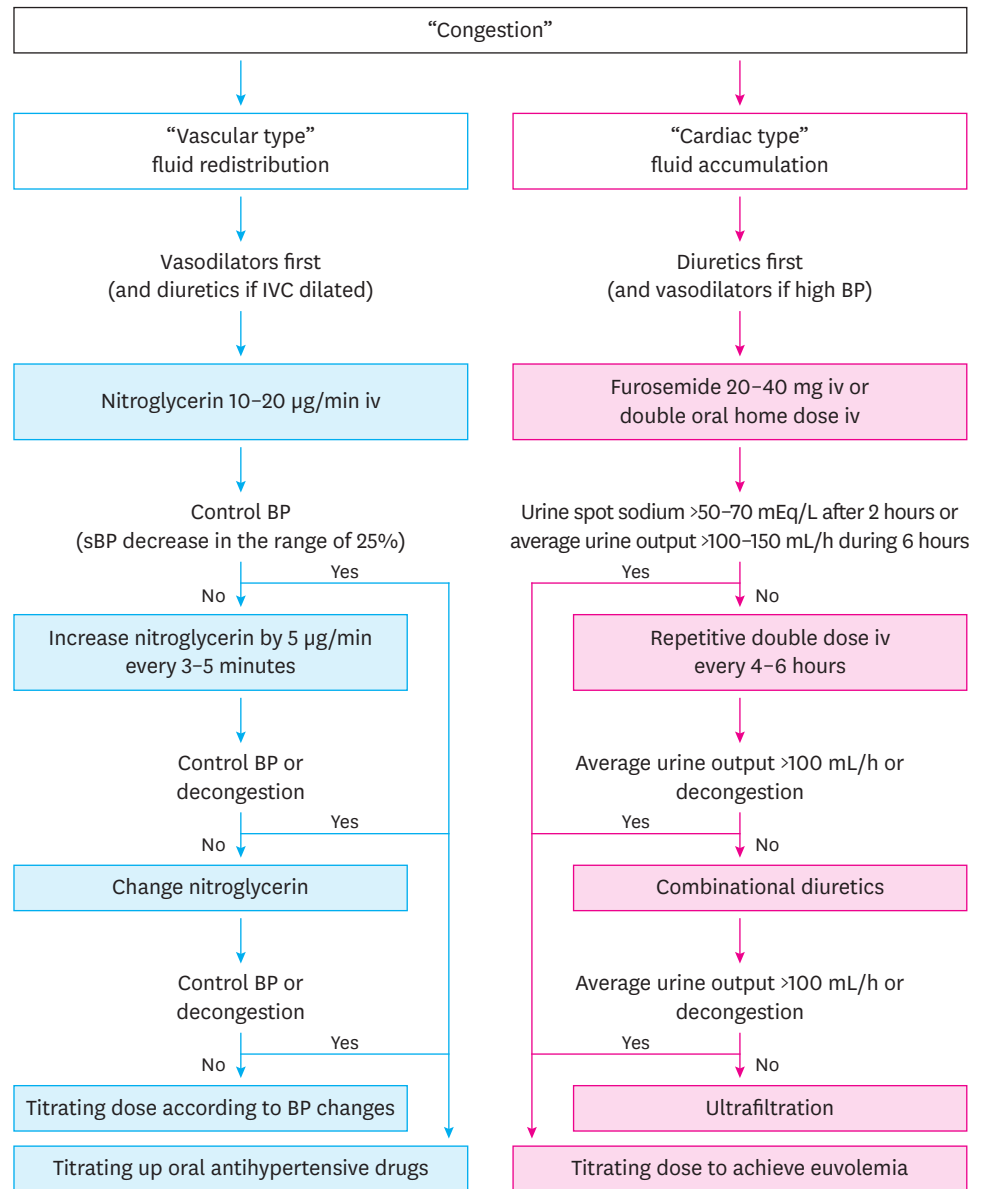 “Congestion”
“Vascular type”
fluid redistribution
Vasodilators first
(and diuretics if IVC dilated)
Nitroglycerin 10–20 μg/min iv
Control BP
(sBP decrease in the range of 25%)
Yes
No
Increase nitroglycerin by 5 μg/min
every 3–5 minutes
Control BP or
decongestion
Yes
No
Change nitroglycerin
Control BP or
decongestion
Yes
No
Titrating dose according to BP changes
Titrating up oral antihypertensive drugs
“Cardiac type”
fluid accumulation
Diuretics first
(and vasodilators if high BP)
Furosemide 20–40 mg iv or
double oral home dose iv
Urine spot sodium >50–70 mEq/L after 2 hours or
average urine output >100–150 mL/h during 6 hours
Yes
No
Repetitive double dose iv
every 4–6 hours
Average urine output >100 mL/h or
decongestion
Yes
No
Combinational diuretics
Average urine output >100 mL/h or
decongestion
Yes
No
Ultrafiltration
Titrating dose to achieve euvolemia